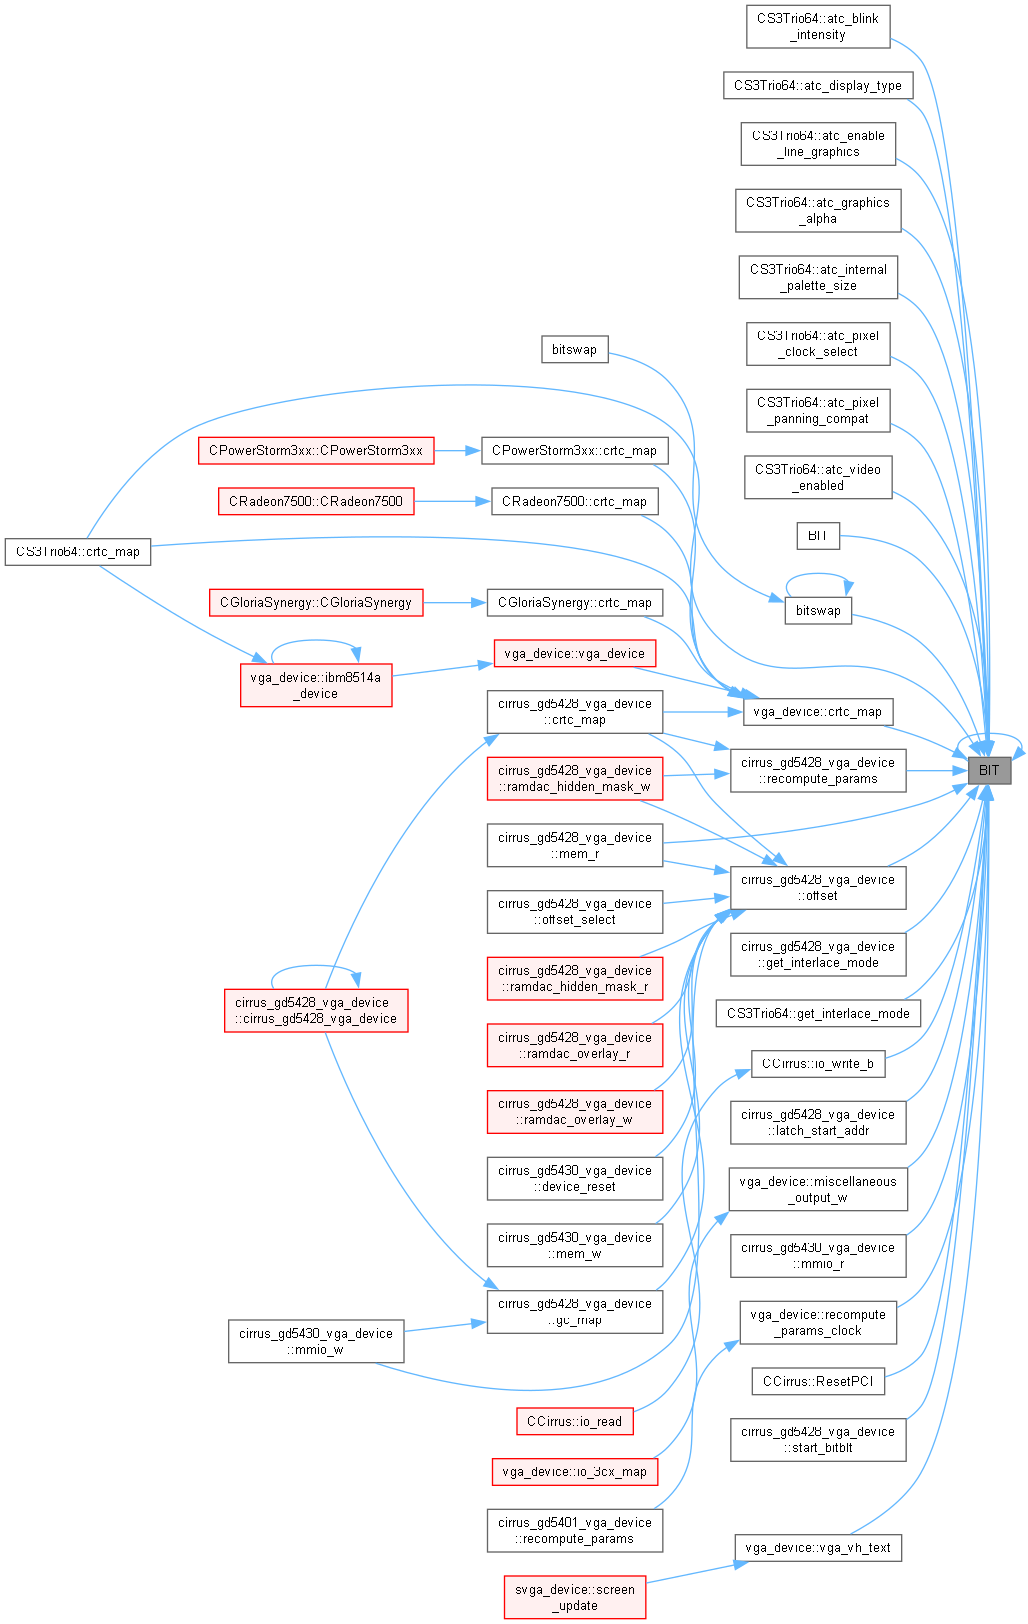 CS3Trio64::atc_blink
_intensity
CS3Trio64::atc_display_type
CS3Trio64::atc_enable
_line_graphics
CS3Trio64::atc_graphics
_alpha
CS3Trio64::atc_internal
_palette_size
CS3Trio64::atc_pixel
_clock_select
bitswap
CS3Trio64::atc_pixel
_panning_compat
CPowerStorm3xx::CPowerStorm3xx
CPowerStorm3xx::crtc_map
CS3Trio64::atc_video
_enabled
CRadeon7500::CRadeon7500
CRadeon7500::crtc_map
BIT
CS3Trio64::crtc_map
CGloriaSynergy::CGloriaSynergy
CGloriaSynergy::crtc_map
bitswap
vga_device::vga_device
vga_device::ibm8514a
_device
cirrus_gd5428_vga_device
::crtc_map
vga_device::crtc_map
cirrus_gd5428_vga_device
::recompute_params
BIT
cirrus_gd5428_vga_device
::ramdac_hidden_mask_w
cirrus_gd5428_vga_device
::mem_r
cirrus_gd5428_vga_device
::offset
cirrus_gd5428_vga_device
::offset_select
cirrus_gd5428_vga_device
::get_interlace_mode
cirrus_gd5428_vga_device
::ramdac_hidden_mask_r
cirrus_gd5428_vga_device
::cirrus_gd5428_vga_device
CS3Trio64::get_interlace_mode
cirrus_gd5428_vga_device
::ramdac_overlay_r
CCirrus::io_write_b
cirrus_gd5428_vga_device
::ramdac_overlay_w
cirrus_gd5428_vga_device
::latch_start_addr
cirrus_gd5430_vga_device
::device_reset
vga_device::miscellaneous
_output_w
cirrus_gd5430_vga_device
::mem_w
cirrus_gd5430_vga_device
::mmio_r
cirrus_gd5428_vga_device
::gc_map
vga_device::recompute
_params_clock
cirrus_gd5430_vga_device
::mmio_w
CCirrus::ResetPCI
CCirrus::io_read
cirrus_gd5428_vga_device
::start_bitblt
vga_device::io_3cx_map
cirrus_gd5401_vga_device
::recompute_params
vga_device::vga_vh_text
svga_device::screen
_update